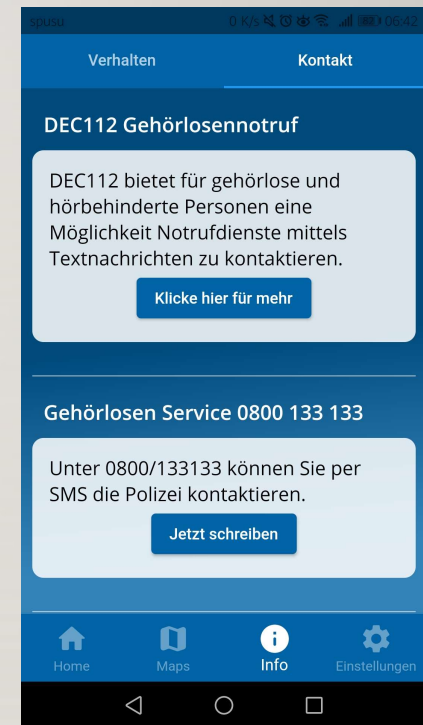 spusu 0 K/s 06:42
Verhalten Kontakt
DEC112 Gehörlosennotruf
DEC112 bietet für gehörlose und
hörbehinderte Personen eine
Möglichkeit Notrufdienste mittels
Textnachrichten zu kontaktieren.
Klicke hier für mehr
Gehörlosen Service 0800 133 133
Unter 0800/133133 können Sie per
SMS die Polizei kontaktieren.
Jetzt schreiben
Home Maps Info Einstellungen